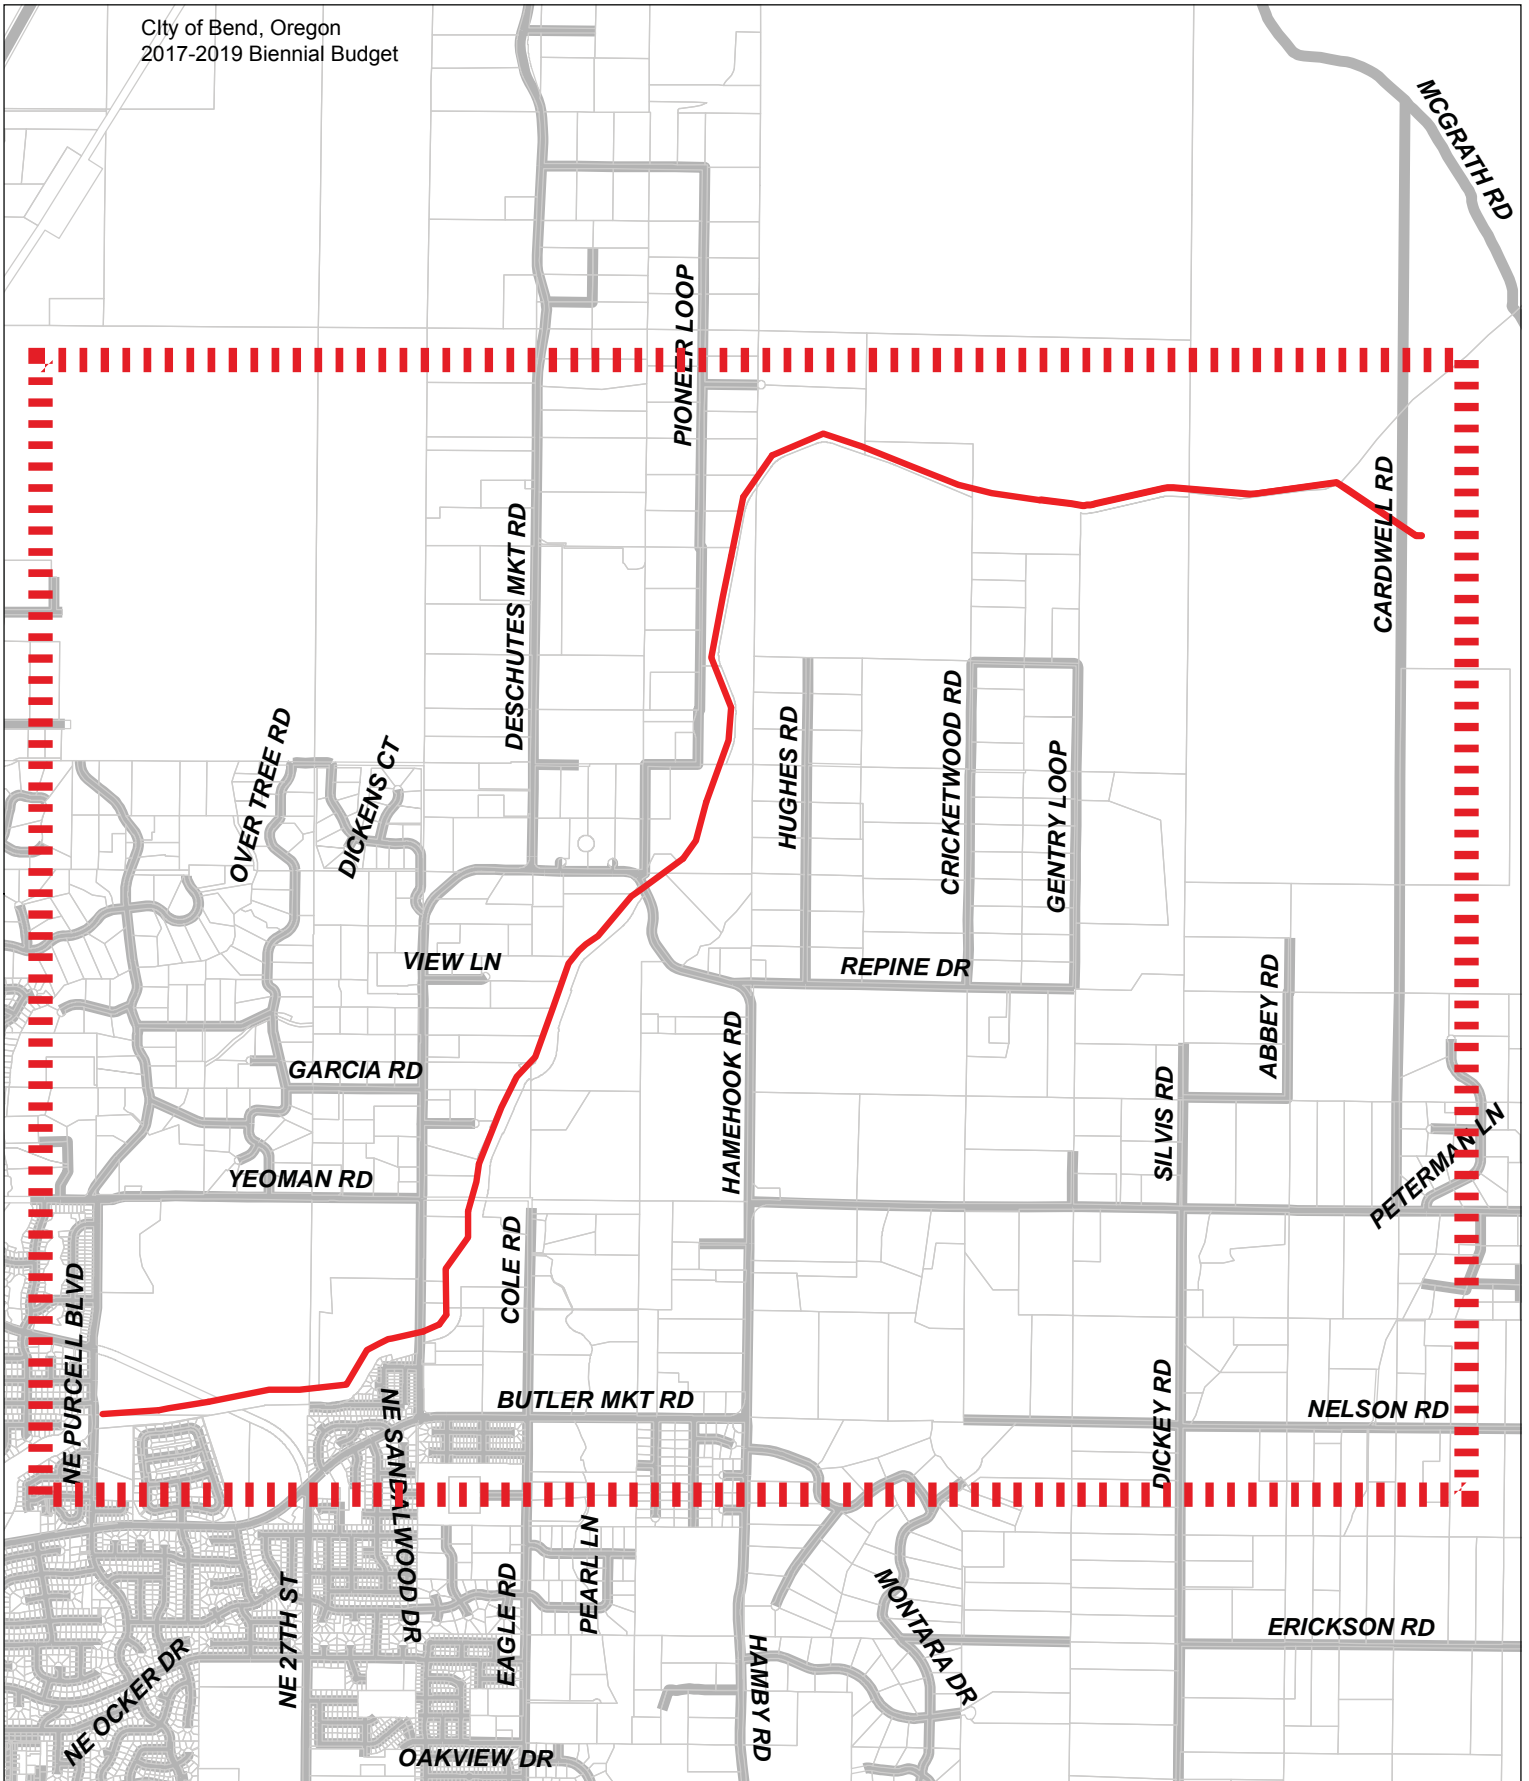 CIty of Bend, Oregon
2017-2019 Biennial Budget
MCGRATH RD
PIONEER LOOP
CARDWELL RD
DESCHUTES MKT RD
OVER TREE RD
DICKENS CT
HUGHES RD
CRICKETWOOD RD
GENTRY LOOP
VIEW LN
REPINE DR
ABBEY RD
GARCIA RD
HAMEHOOK RD
SILVIS RD
PETERMAN LN
YEOMAN RD
COLE RD
NE PURCELL BLVD
BUTLER MKT RD
NE SANDALWOOD DR
DICKEY RD
NELSON RD
PEARL LN
EAGLE RD
NE 27TH ST
MONTARA DR
ERICKSON RD
NE OCKER DR
HAMBY RD
OAKVIEW DR